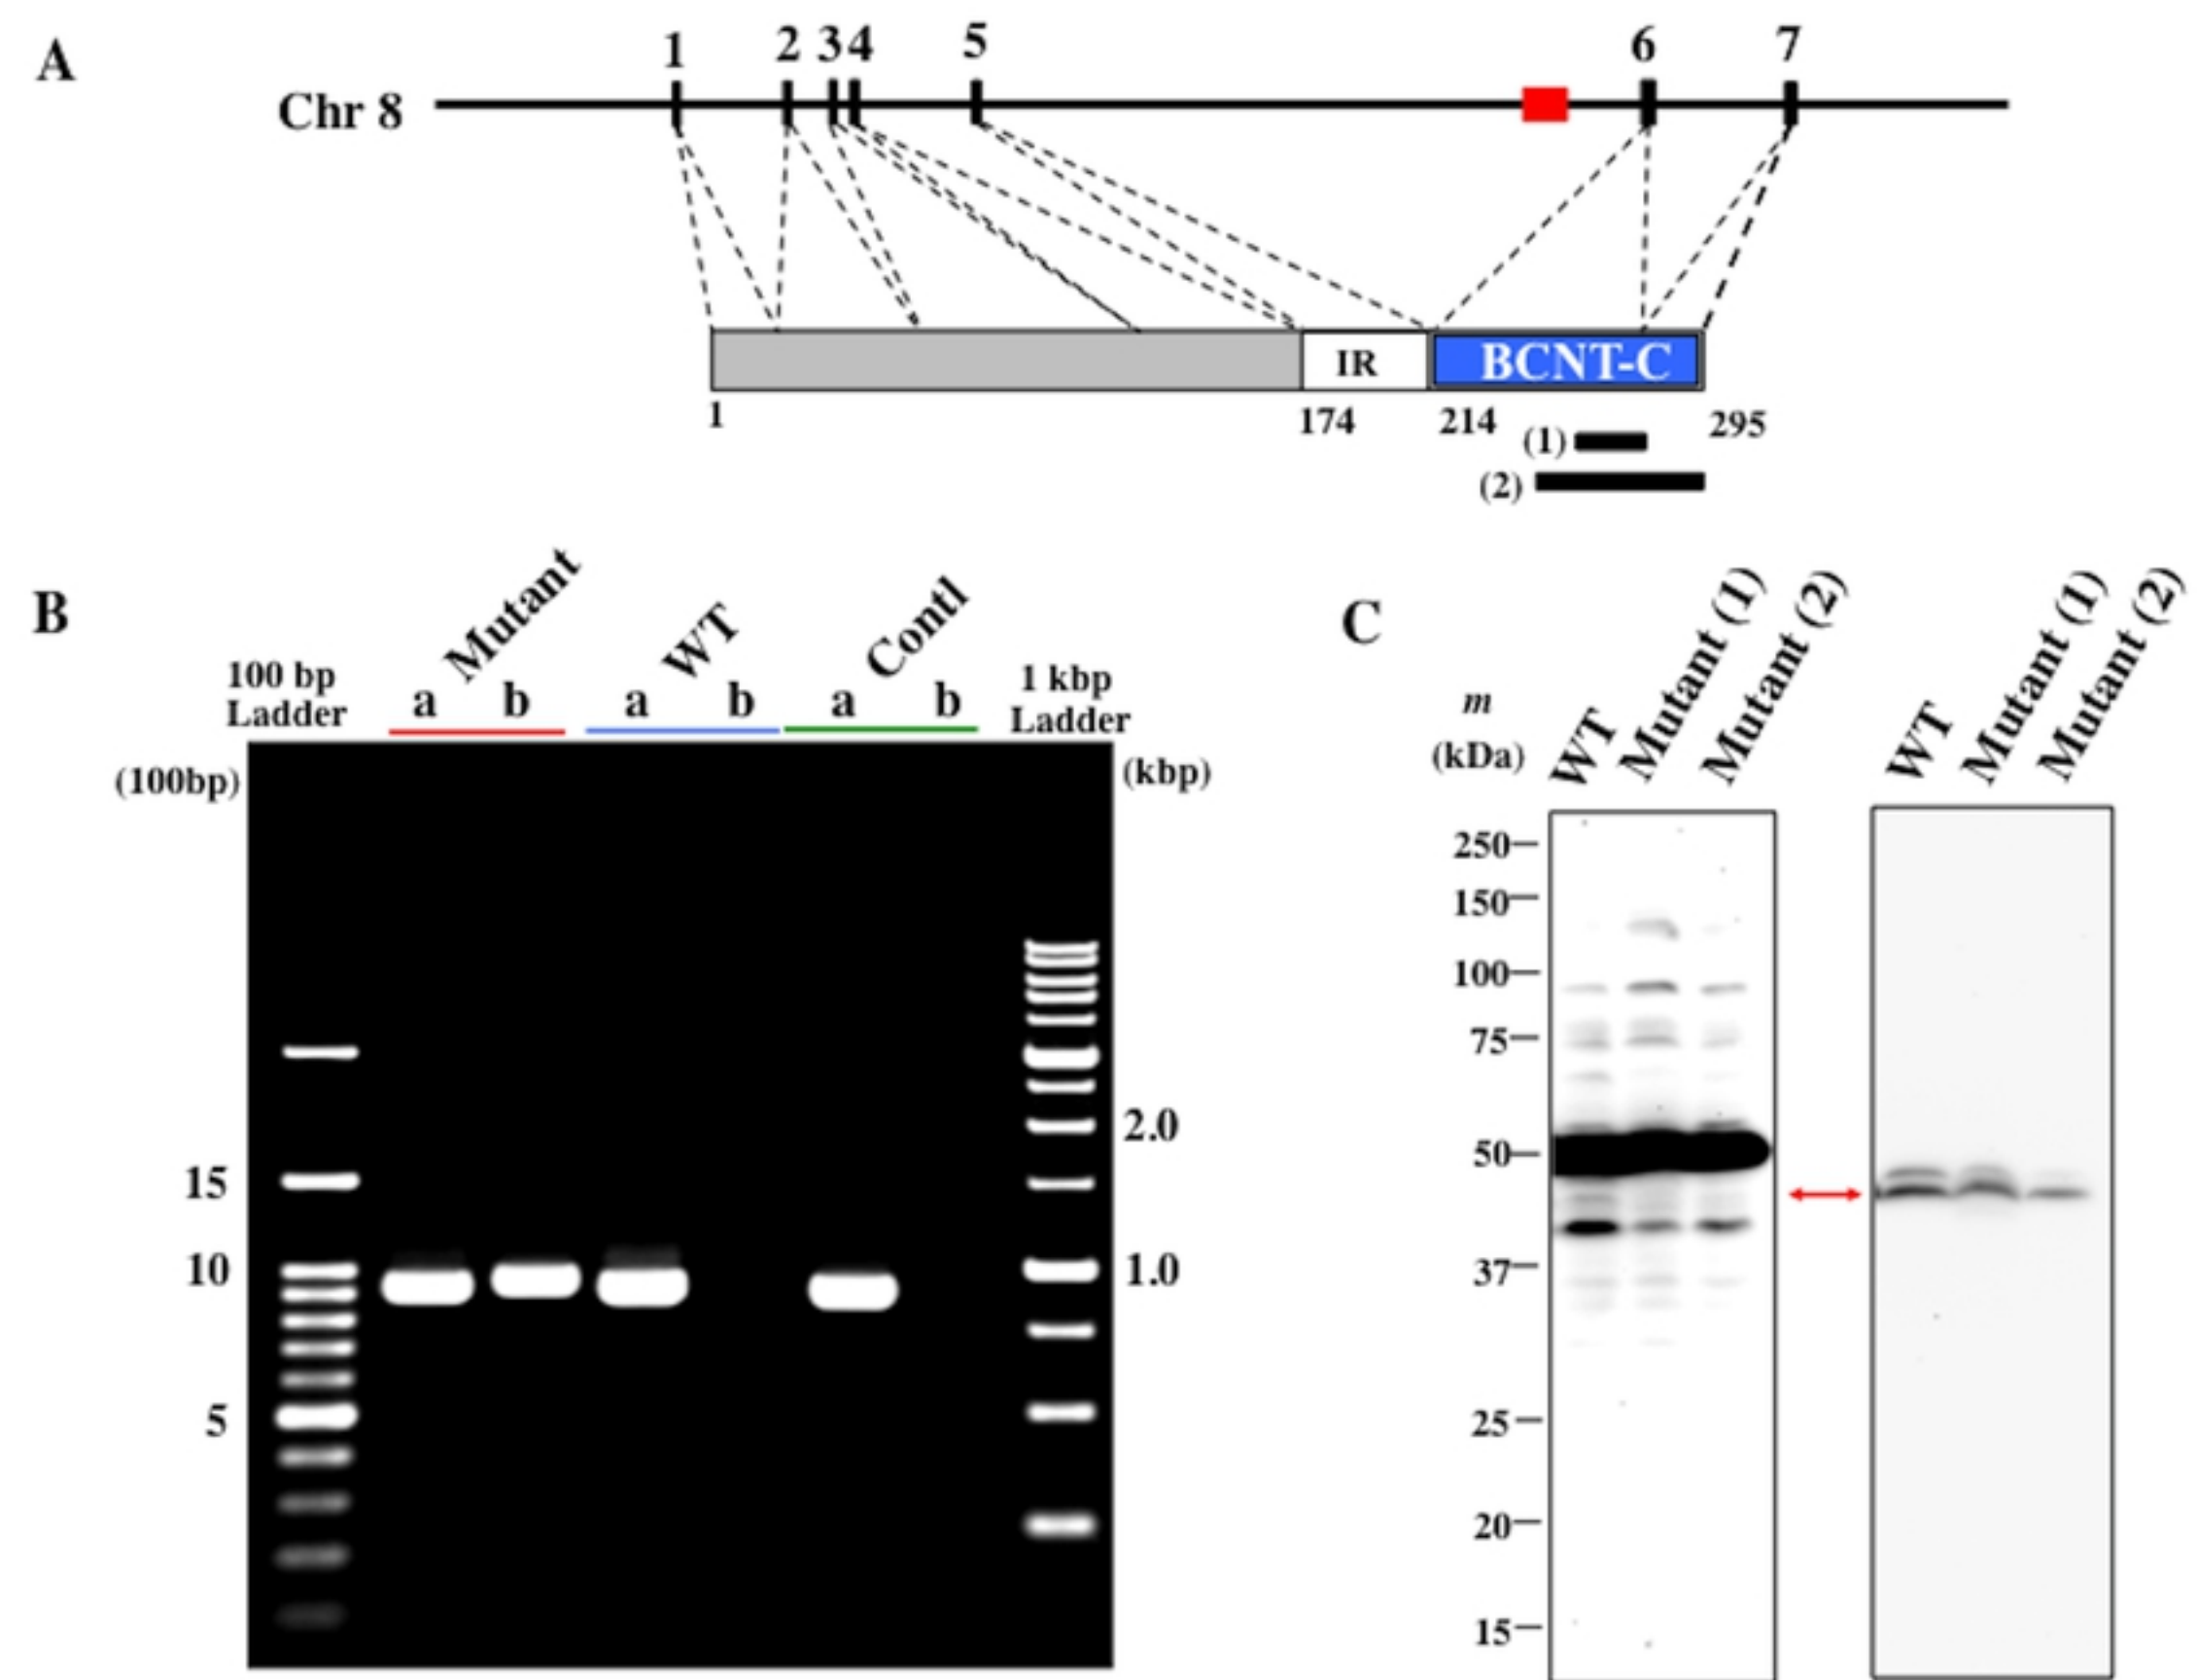 A
1 2 3 4 5 6 7
Chr 8
IR BCNT-C
1 174 214 295
(1)
(2)
B
Mutant WT Contl
100 bp
Ladder
a b a b a b
1 kbp
Ladder
(100bp)
(kbp)
15
10
5
2.0
1.0
C
m
(kDa)
WT Mutant (1) Mutant (2)
WT Mutant (1) Mutant (2)
250
150
100
75
50
37
25
20
15